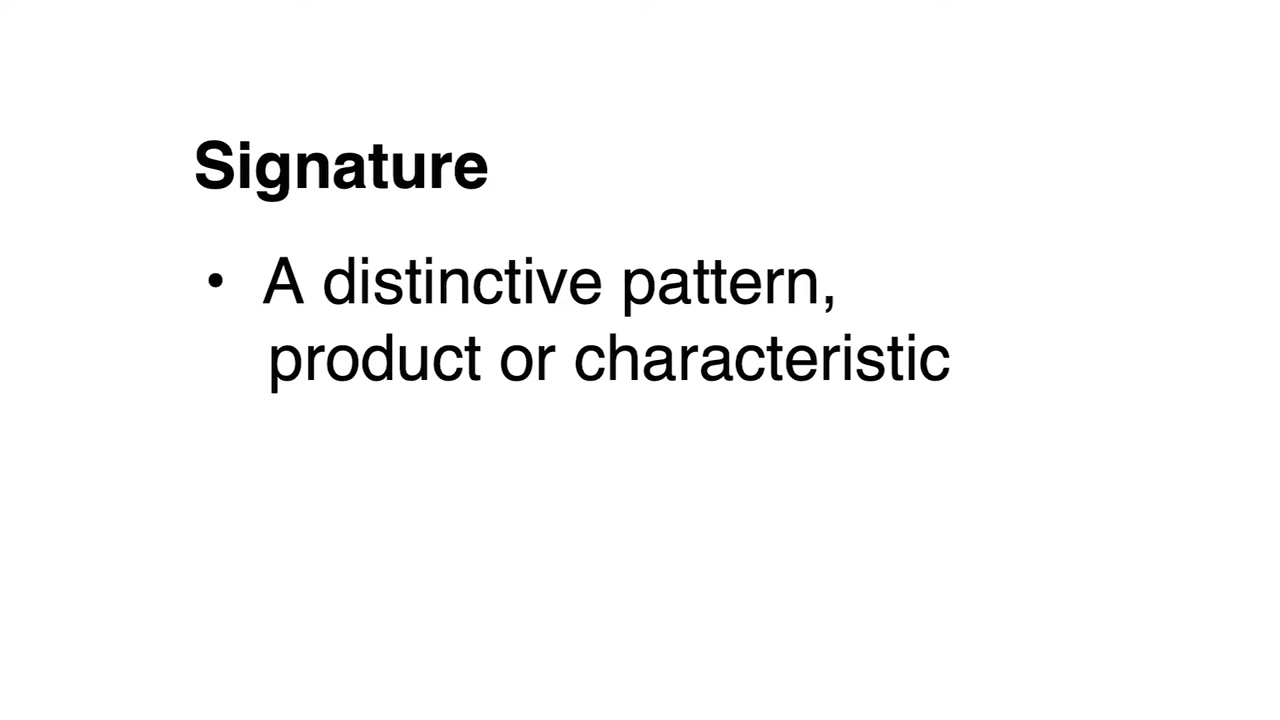 Signature
• A distinctive pattern,
product or characteristic